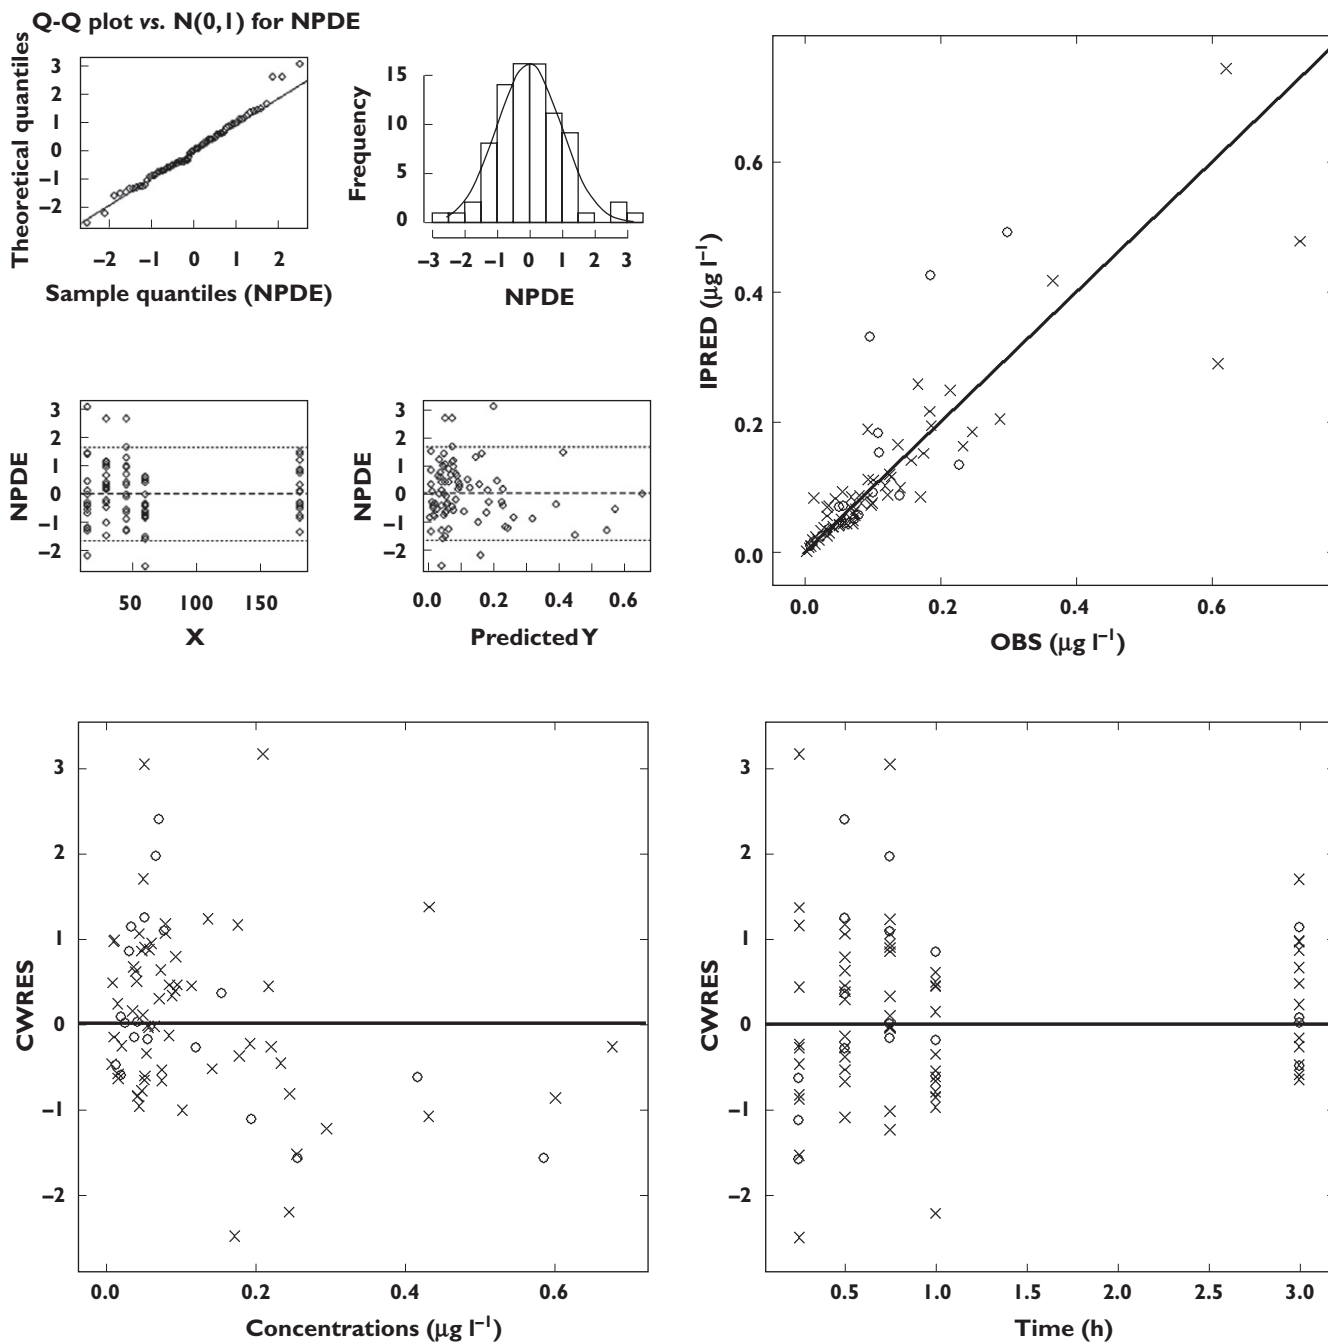 Q-Q plot vs. N(0,1) for NPDE
Theoretical quantiles
3
2
1
0
–1
–2
–2 –1 0 1 2
Sample quantiles (NPDE)
Frequency
15
10
5
0
–3 –2 –1 0 1 2 3
NPDE
NPDE
3
2
1
0
–1
–2
50 100 150
X
NPDE
3
2
1
0
–1
–2
0.0 0.2 0.4 0.6
Predicted Y
IPRED (µg l⁻¹)
0.6
0.4
0.2
0.0
0.0 0.2 0.4 0.6
OBS (µg l⁻¹)
CWRES
3
2
1
0
–1
–2
0.0 0.2 0.4 0.6
Concentrations (µg l⁻¹)
CWRES
3
2
1
0
–1
–2
0.5 1.0 1.5 2.0 2.5 3.0
Time (h)